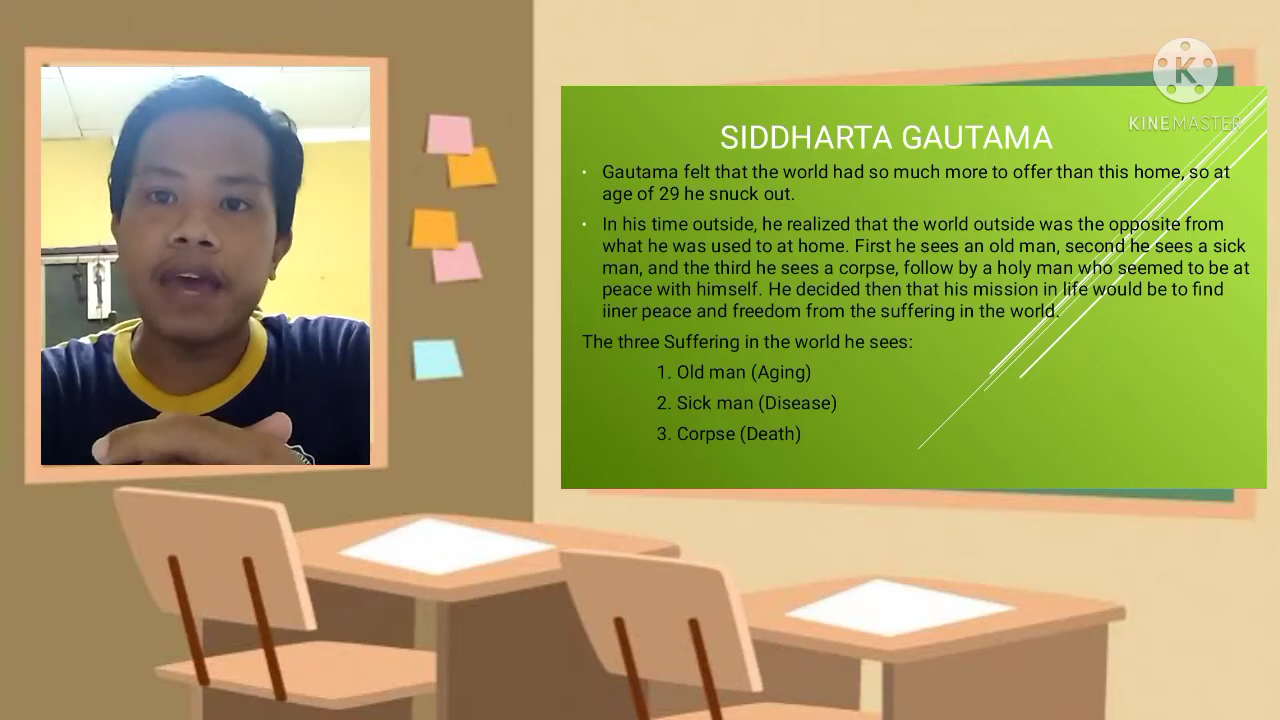 KINEMASTER
SIDDHARTA GAUTAMA
• Gautama felt that the world had so much more to offer than this home, so at
age of 29 he snuck out.
• In his time outside, he realized that the world outside was the opposite from
what he was used to at home. First he sees an old man, second he sees a sick
man, and the third he sees a corpse, follow by a holy man who seemed to be at
peace with himself. He decided then that his mission in life would be to find
iiner peace and freedom from the suffering in the world.
The three Suffering in the world he sees:
1. Old man (Aging)
2. Sick man (Disease)
3. Corpse (Death)